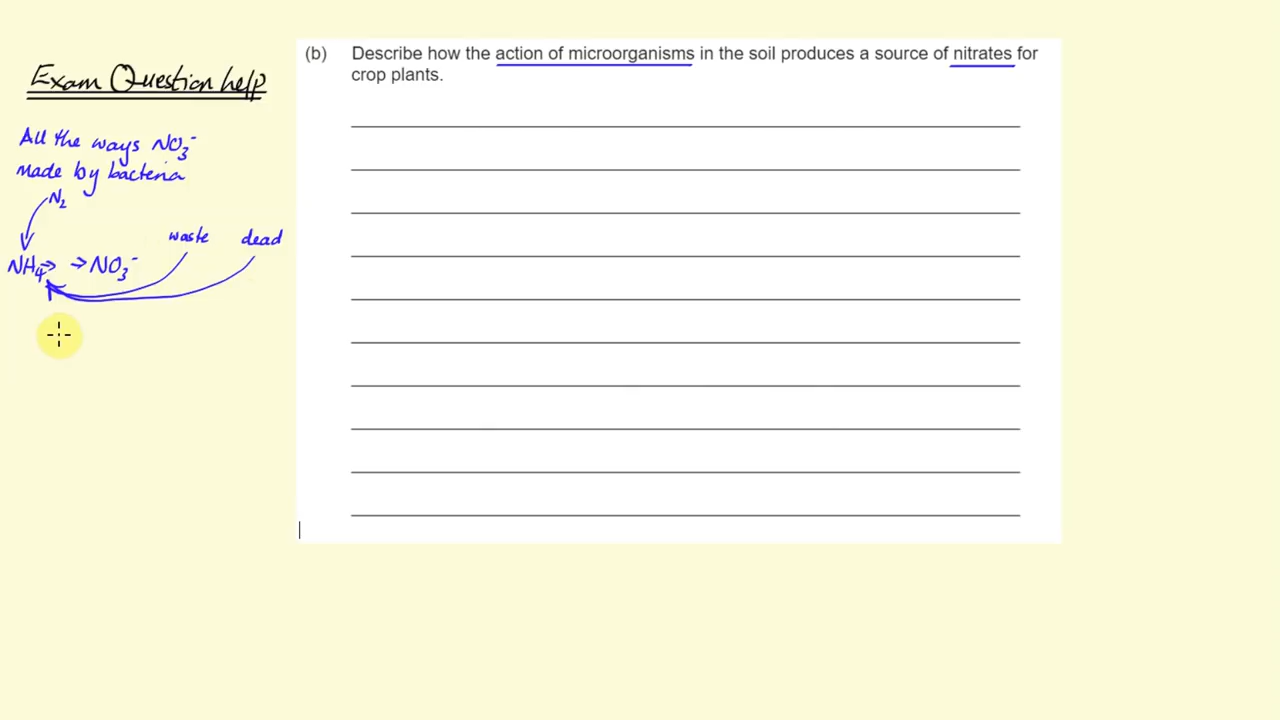 Exam Question help
All the ways NO3-
made by bacteria
N2
waste dead
NH4 → → NO3-
(b) Describe how the action of microorganisms in the soil produces a source of nitrates for
crop plants.